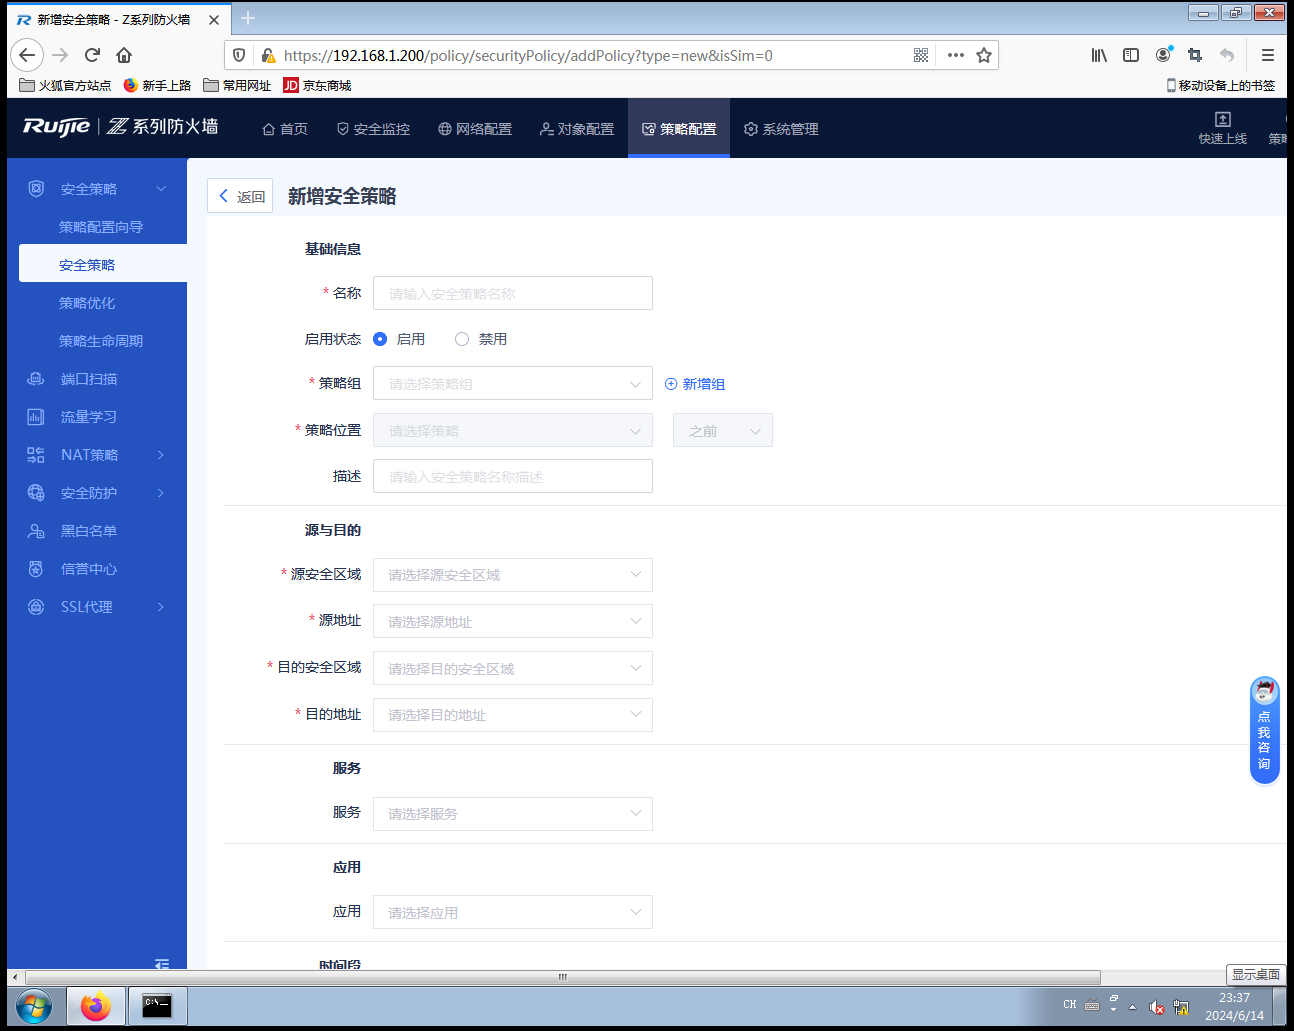 新增安全策略 - Z系列防火墙
https://192.168.1.200/policy/securityPolicy/addPolicy?type=new&isSim=0
火狐官方站点 新手上路 常用网址 JD 京东商城 移动设备上的书签
Ruijie Z系列防火墙 首页 安全监控 网络配置 对象配置 策略配置 系统管理 快速上线 策略
安全策略
策略配置向导
安全策略
策略优化
策略生命周期
端口扫描
流量学习
NAT策略
安全防护
黑白名单
信誉中心
SSL代理
返回 新增安全策略
基础信息
* 名称 请输入安全策略名称
启用状态 启用 禁用
* 策略组 请选择策略组 新增组
* 策略位置 请选择策略 之前
描述 请输入安全策略名称描述
源与目的
* 源安全区域 请选择源安全区域
* 源地址 请选择源地址
* 目的安全区域 请选择目的安全区域
* 目的地址 请选择目的地址
服务
服务 请选择服务
应用
应用 请选择应用
时间段
点我咨询
显示桌面
C:\
CH
23:37
2024/6/14